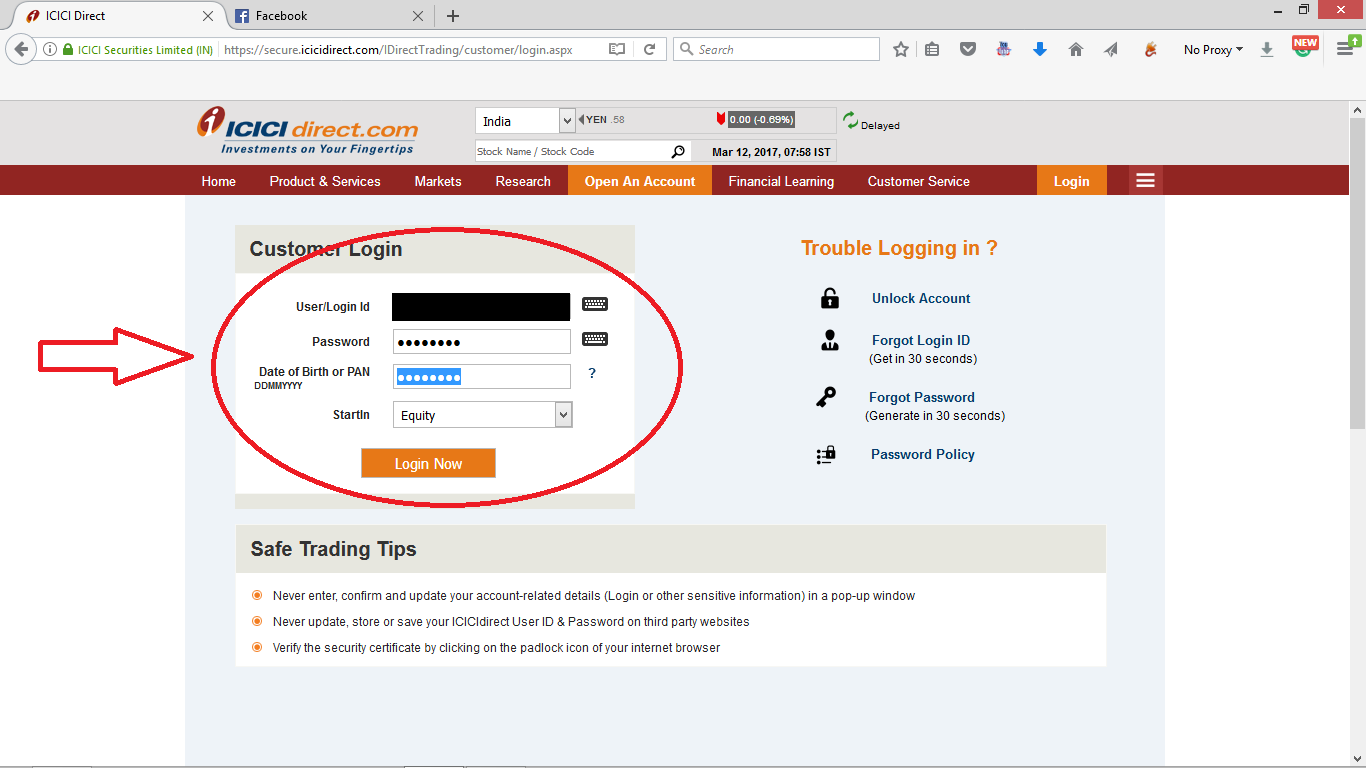 ICICI Direct
Facebook
ICICI Securities Limited (IN)
https://secure.icicidirect.com/IDirectTrading/customer/login.aspx
Search
No Proxy
NEW
ICICI direct.com
Investments on Your Fingertips
India
YEN .58
0.00 (-0.69%)
Delayed
Stock Name / Stock Code
Mar 12, 2017, 07:58 IST
Home
Product & Services
Markets
Research
Open An Account
Financial Learning
Customer Service
Login
Customer Login
User/Login Id
Password
Date of Birth or PAN
DDMMYYYY
?
StartIn
Equity
Login Now
Trouble Logging in ?
Unlock Account
Forgot Login ID
(Get in 30 seconds)
Forgot Password
(Generate in 30 seconds)
Password Policy
Safe Trading Tips
Never enter, confirm and update your account-related details (Login or other sensitive information) in a pop-up window
Never update, store or save your ICICIdirect User ID & Password on third party websites
Verify the security certificate by clicking on the padlock icon of your internet browser